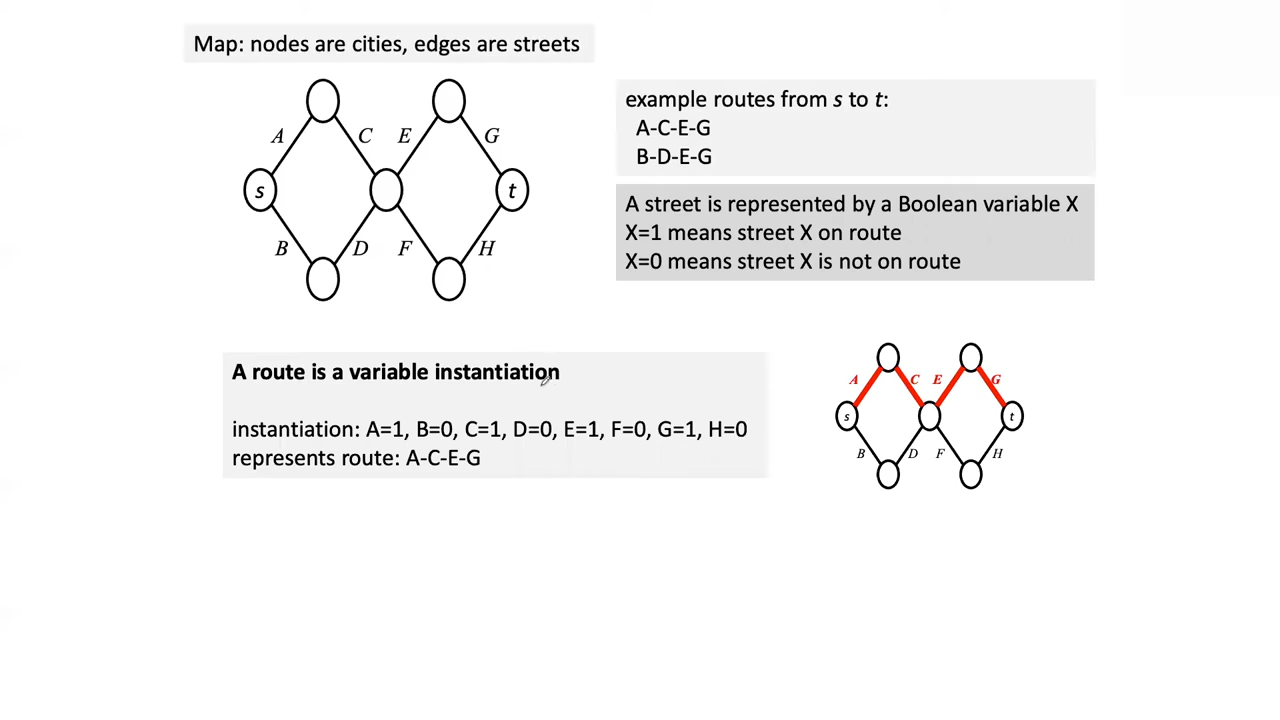 Map: nodes are cities, edges are streets
A
C
E
G
s
t
B
D
F
H
example routes from s to t:
A-C-E-G
B-D-E-G
A street is represented by a Boolean variable X
X=1 means street X on route
X=0 means street X is not on route
A route is a variable instantiation
instantiation: A=1, B=0, C=1, D=0, E=1, F=0, G=1, H=0
represents route: A-C-E-G
A
C
E
G
s
t
B
D
F
H